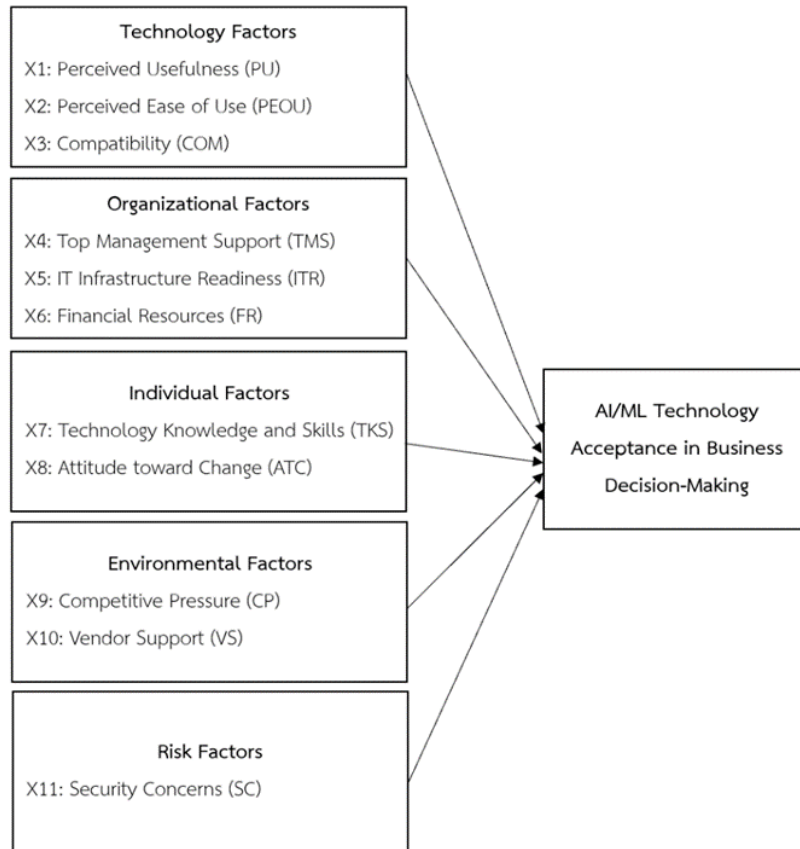 Technology Factors
X1: Perceived Usefulness (PU)
X2: Perceived Ease of Use (PEOU)
X3: Compatibility (COM)
Organizational Factors
X4: Top Management Support (TMS)
X5: IT Infrastructure Readiness (ITR)
X6: Financial Resources (FR)
Individual Factors
X7: Technology Knowledge and Skills (TKS)
X8: Attitude toward Change (ATC)
Environmental Factors
X9: Competitive Pressure (CP)
X10: Vendor Support (VS)
Risk Factors
X11: Security Concerns (SC)
AI/ML Technology
Acceptance in Business
Decision-Making